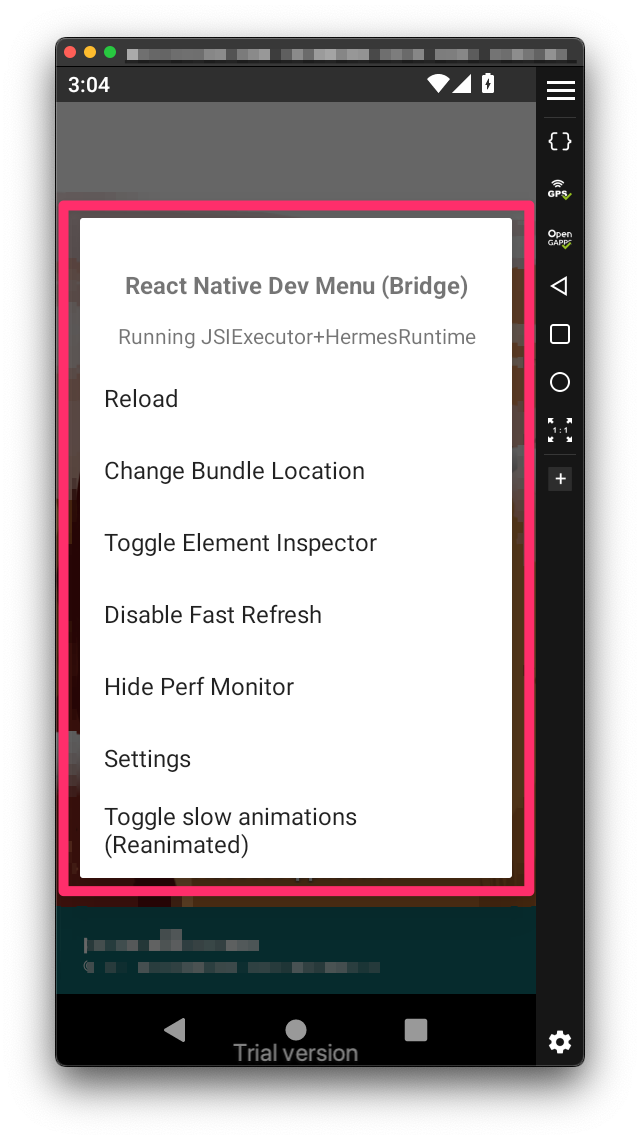 3:04
GPS
Open
GAPPS
1:1
React Native Dev Menu (Bridge)
Running JSIExecutor+HermesRuntime
Reload
Change Bundle Location
Toggle Element Inspector
Disable Fast Refresh
Hide Perf Monitor
Settings
Toggle slow animations
(Reanimated)
Trial version